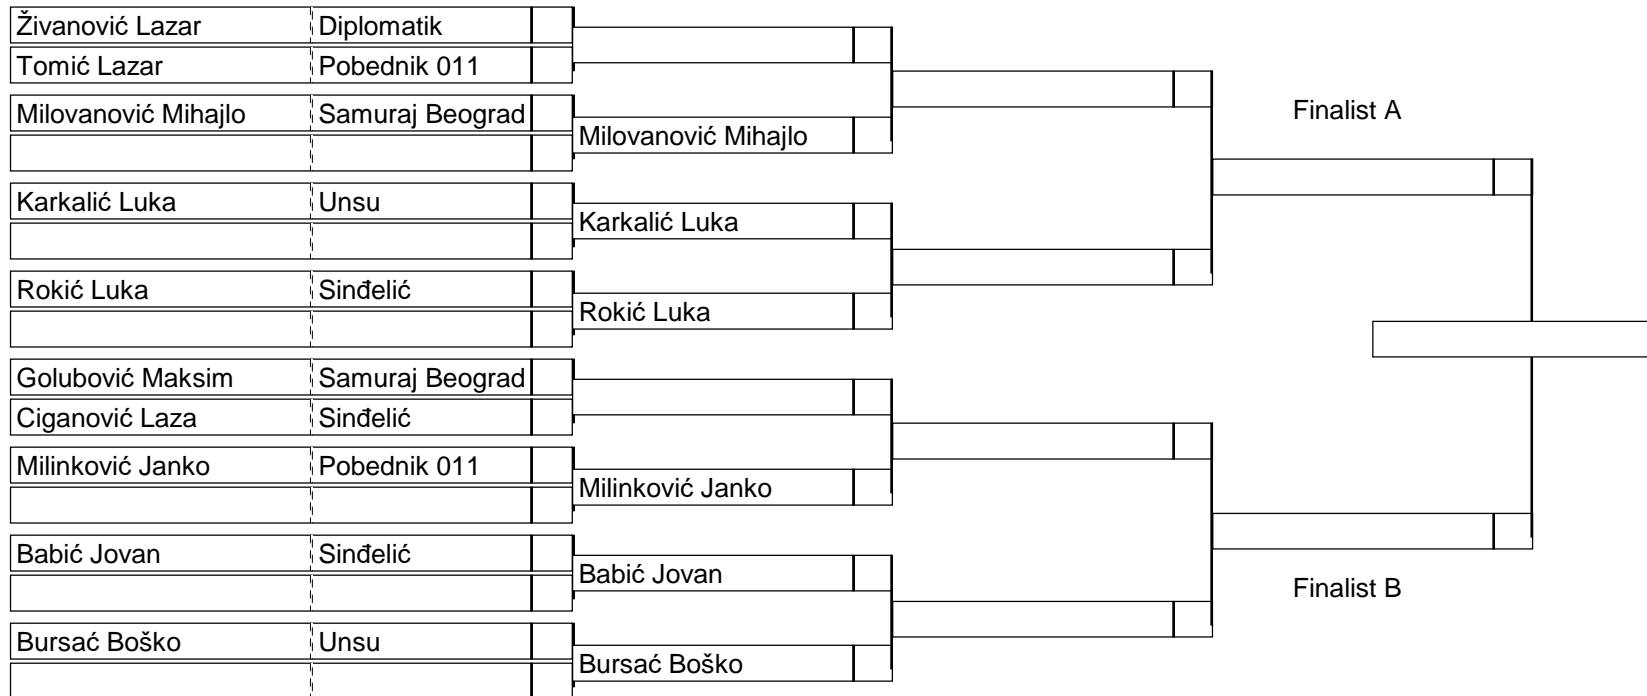 Živanović Lazar Diplomatik
Tomić Lazar Pobednik 011
Milovanović Mihajlo Samuraj Beograd
Finalist A
Milovanović Mihajlo
Karkalić Luka Unsu
Karkalić Luka
Rokić Luka Sinđelić
Rokić Luka
Golubović Maksim Samuraj Beograd
Ciganović Laza Sinđelić
Milinković Janko Pobednik 011
Milinković Janko
Babić Jovan Sinđelić
Babić Jovan
Finalist B
Bursać Boško Unsu
Bursać Boško